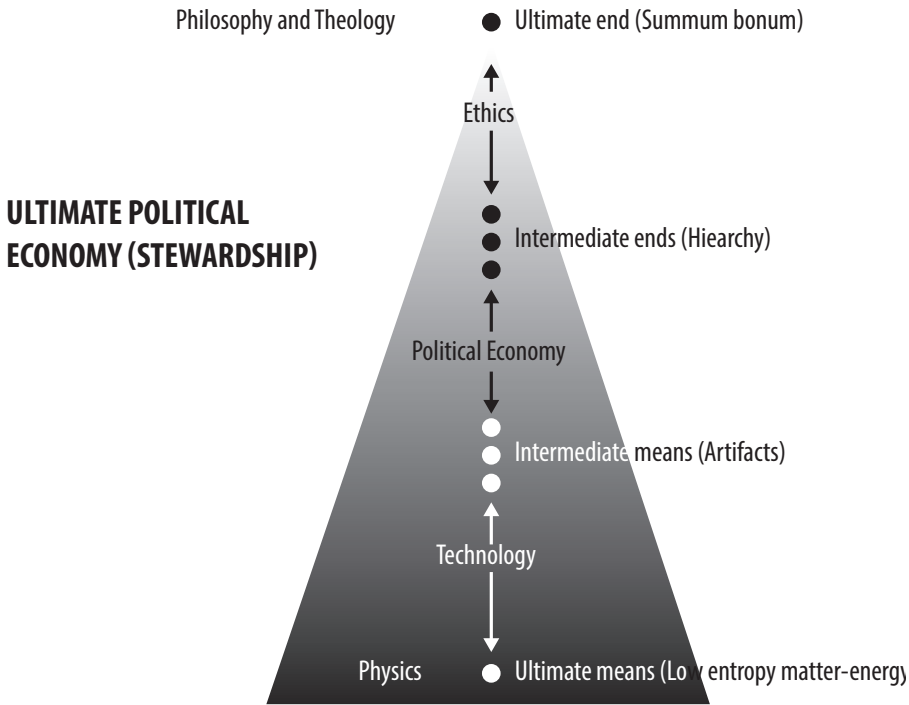 Philosophy and Theology
Ultimate end (Summum bonum)
Ethics
ULTIMATE POLITICAL
ECONOMY (STEWARDSHIP)
Intermediate ends (Hiearchy)
Political Economy
Intermediate means (Artifacts)
Technology
Physics
Ultimate means (Low entropy matter-energy